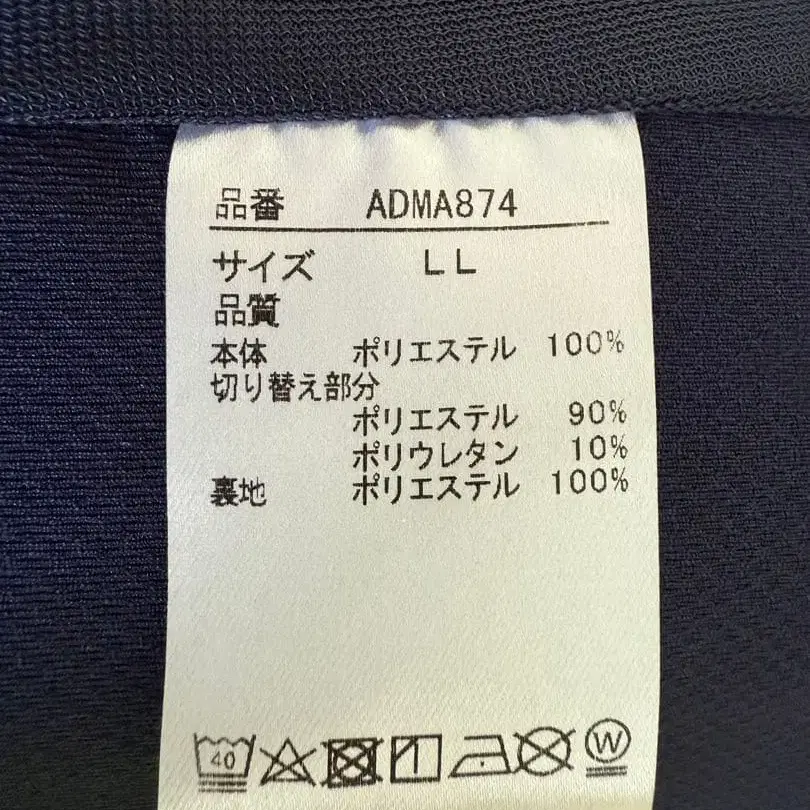 品番 ADMA874
サイズ LL
品質
本体 ポリエステル 100%
切り替え部分
ポリエステル 90%
ポリウレタン 10%
裏地 ポリエステル 100%
40 W